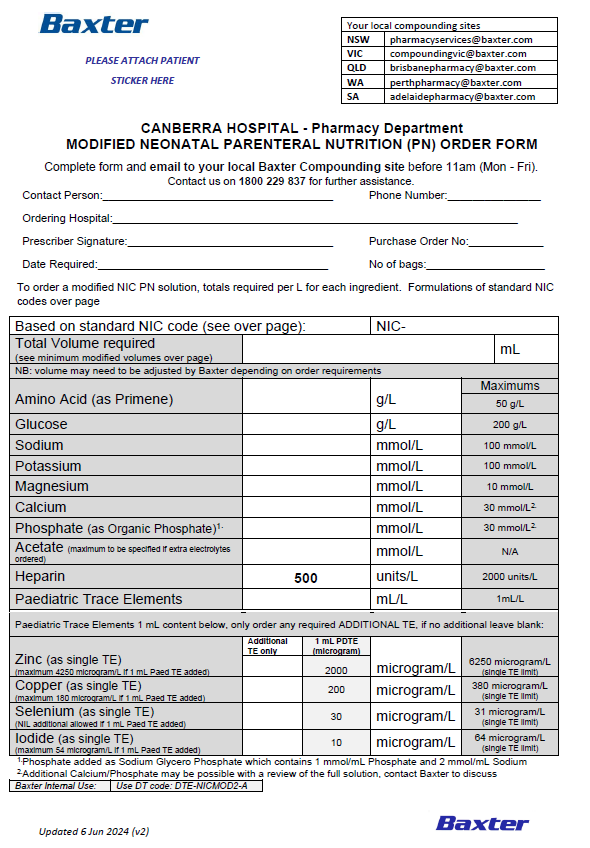 Baxter
PLEASE ATTACH PATIENT
STICKER HERE
Your local compounding sites
NSW pharmacyservices@baxter.com
VIC compoundingvic@baxter.com
QLD brisbanepharmacy@baxter.com
WA perthpharmacy@baxter.com
SA adelaidepharmacy@baxter.com
CANBERRA HOSPITAL - Pharmacy Department
MODIFIED NEONATAL PARENTERAL NUTRITION (PN) ORDER FORM
Complete form and email to your local Baxter Compounding site before 11am (Mon - Fri).
Contact us on 1800 229 837 for further assistance.
Contact Person: Phone Number:
Ordering Hospital:
Prescriber Signature: Purchase Order No:
Date Required: No of bags:
To order a modified NIC PN solution, totals required per L for each ingredient. Formulations of standard NIC
codes over page
Based on standard NIC code (see over page): NIC-
Total Volume required
(see minimum modified volumes over page) mL
NB: volume may need to be adjusted by Baxter depending on order requirements
Maximums
Amino Acid (as Primene) g/L 50 g/L
Glucose g/L 200 g/L
Sodium mmol/L 100 mmol/L
Potassium mmol/L 100 mmol/L
Magnesium mmol/L 10 mmol/L
Calcium mmol/L 30 mmol/L2.
Phosphate (as Organic Phosphate)1. mmol/L 30 mmol/L2.
Acetate (maximum to be specified if extra electrolytes
ordered) mmol/L N/A
Heparin 500 units/L 2000 units/L
Paediatric Trace Elements mL/L 1mL/L
Paediatric Trace Elements 1 mL content below, only order any required ADDITIONAL TE, if no additional leave blank:
Additional
TE only
1 mL PDTE
(microgram)
Zinc (as single TE)
(maximum 4250 microgram/L if 1 mL Paed TE added) 2000 microgram/L 6250 microgram/L
(single TE limit)
Copper (as single TE)
(maximum 180 microgram/L if 1 mL Paed TE added) 200 microgram/L 380 microgram/L
(single TE limit)
Selenium (as single TE)
(NIL additional allowed if 1 mL Paed TE added) 30 microgram/L 31 microgram/L
(single TE limit)
Iodide (as single TE)
(maximum 54 microgram/L if 1 mL Paed TE added) 10 microgram/L 64 microgram/L
(single TE limit)
1.Phosphate added as Sodium Glycero Phosphate which contains 1 mmol/mL Phosphate and 2 mmol/mL Sodium
2.Additional Calcium/Phosphate may be possible with a review of the full solution, contact Baxter to discuss
Baxter Internal Use: Use DT code: DTE-NICMOD2-A
Updated 6 Jun 2024 (v2)
Baxter